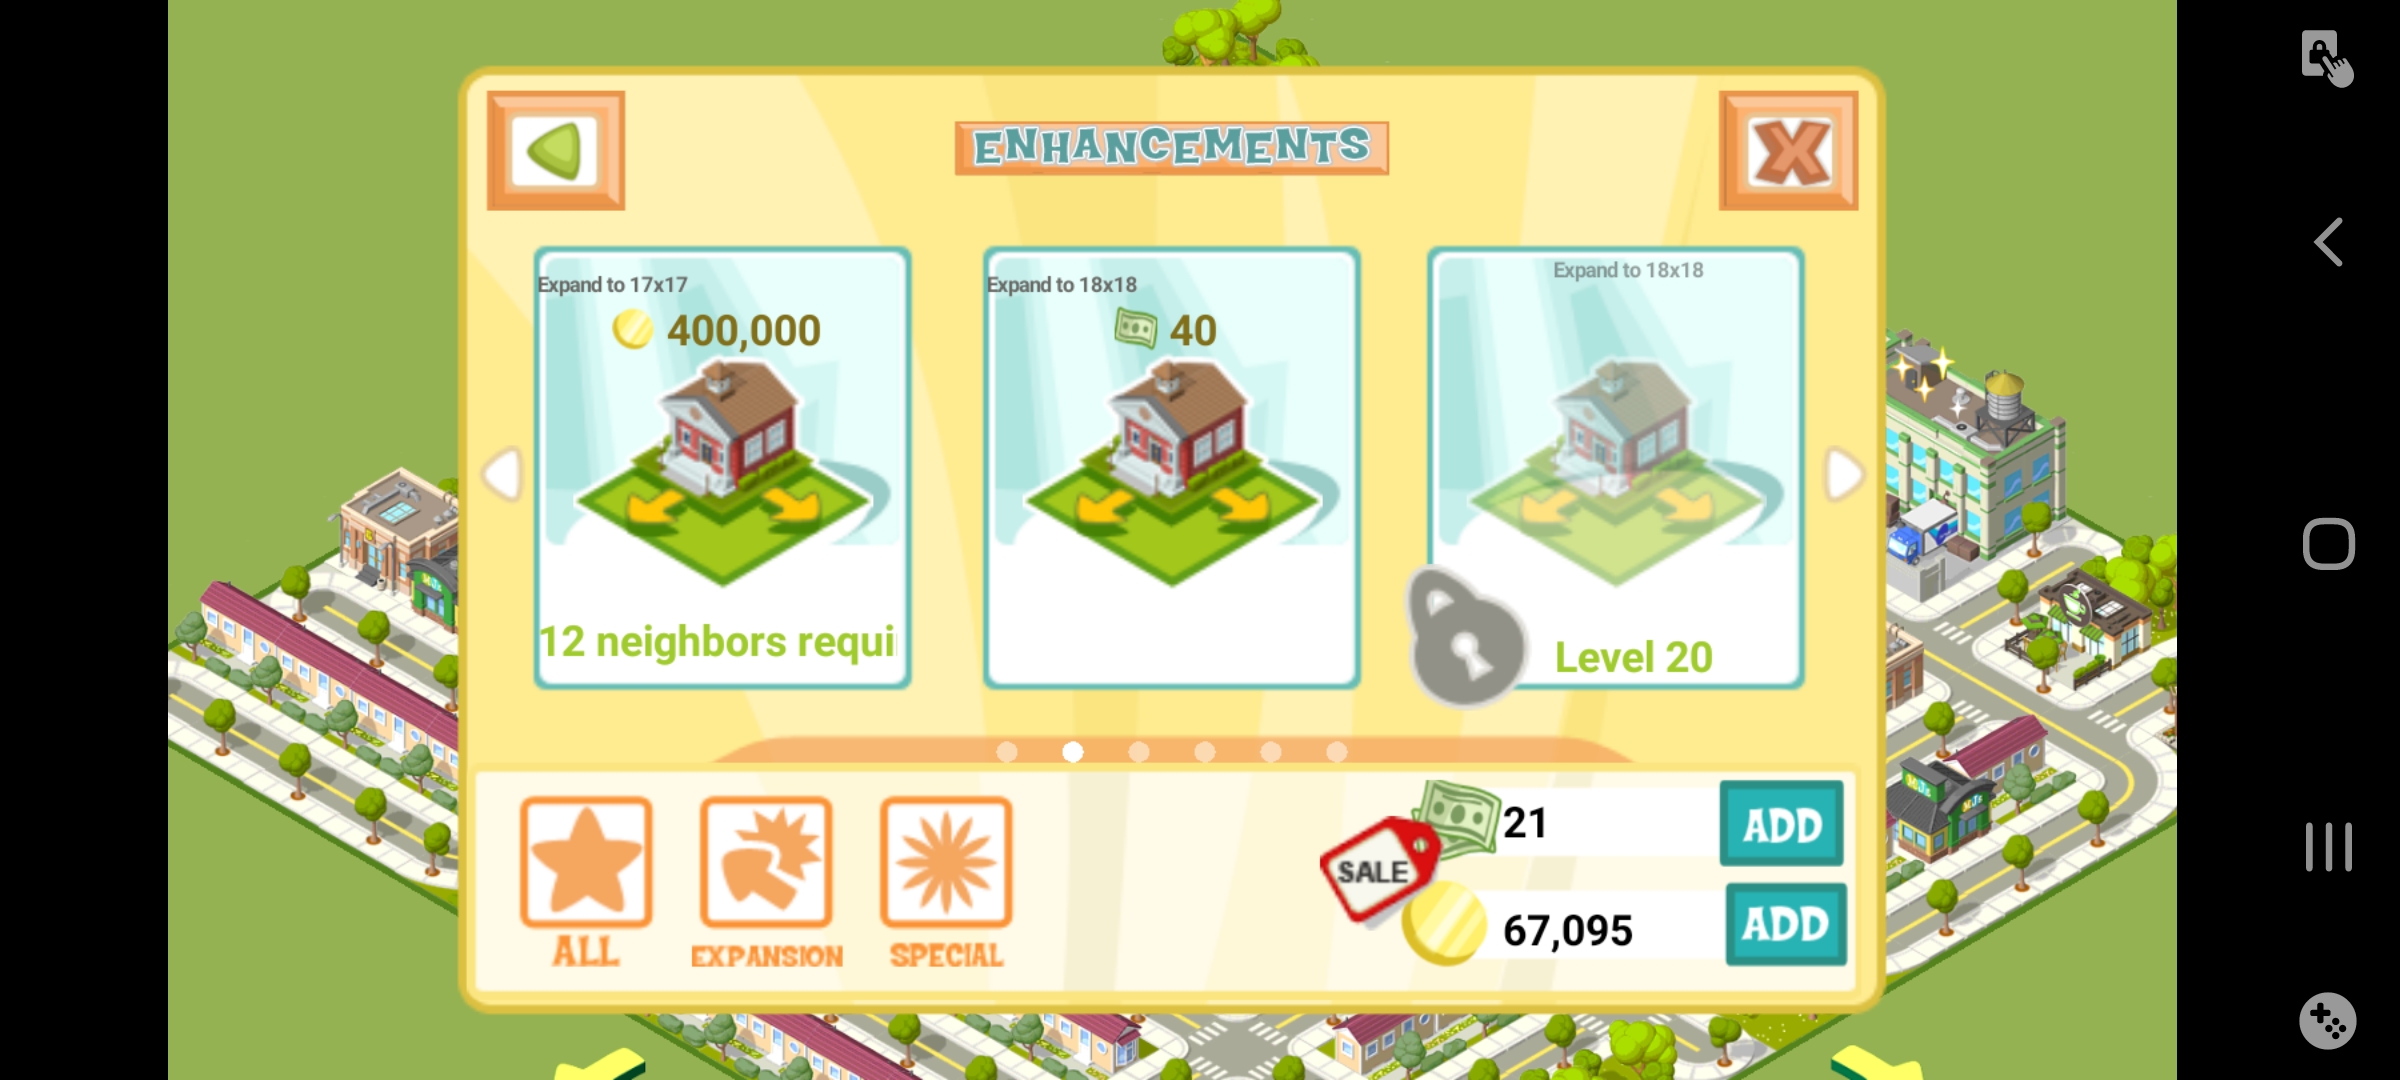 ENHANCEMENTS
Expand to 17x17
400,000
12 neighbors requi
Expand to 18x18
40
Expand to 18x18
Level 20
ALL
EXPANSION
SPECIAL
SALE
21
ADD
67,095
ADD